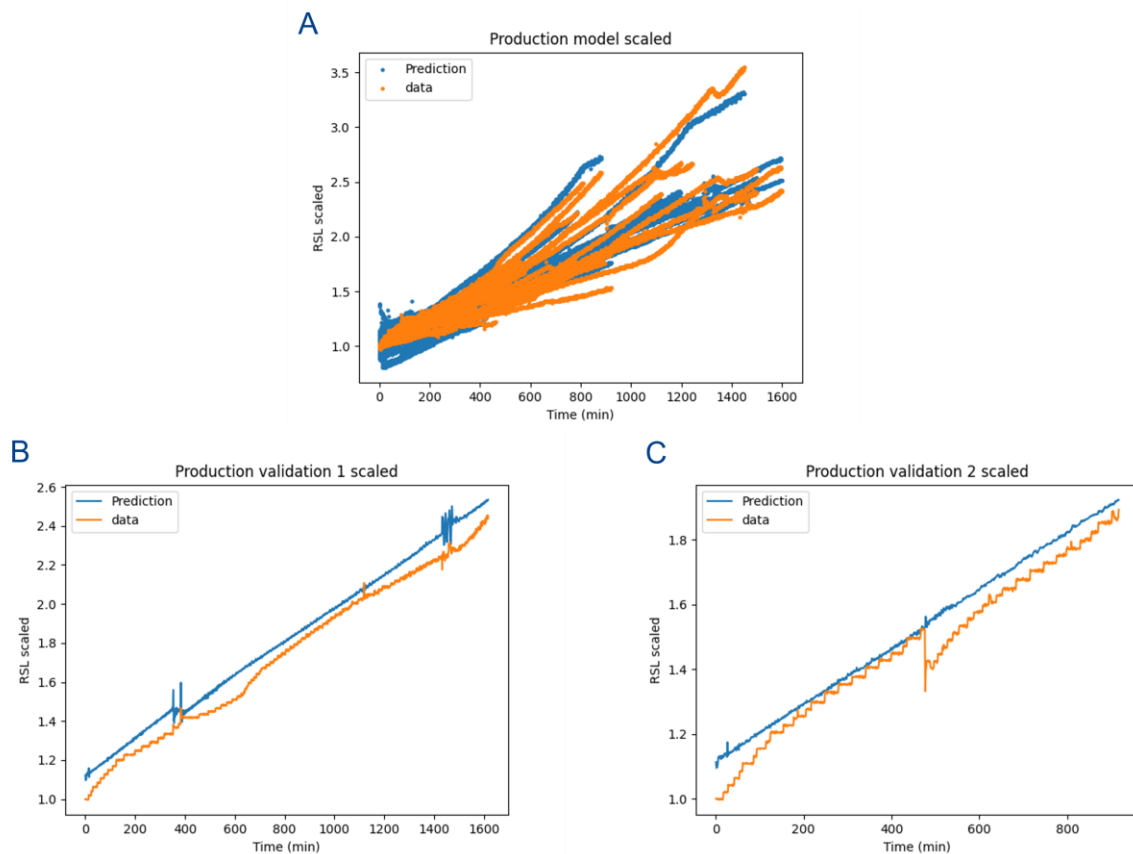 A
Production model scaled
Prediction
data
3.5
3.0
2.5
2.0
1.5
1.0
RSL scaled
0 200 400 600 800 1000 1200 1400 1600
Time (min)
B
Production validation 1 scaled
Prediction
data
2.6
2.4
2.2
2.0
1.8
1.6
1.4
1.2
1.0
RSL scaled
0 200 400 600 800 1000 1200 1400 1600
Time (min)
C
Production validation 2 scaled
Prediction
data
1.8
1.6
1.4
1.2
1.0
RSL scaled
0 200 400 600 800
Time (min)